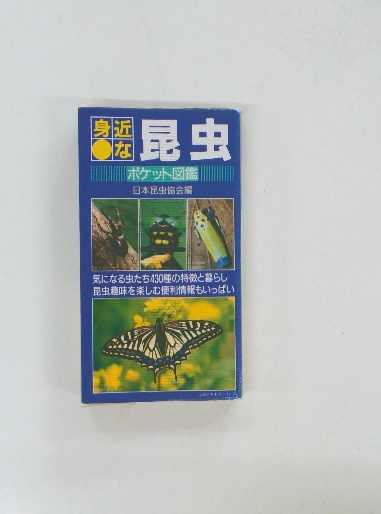 身近な
昆虫
ポケット図鑑
日本昆虫協会編
気になる虫たち430種の特徴と暮らし
昆虫趣味を楽しむ便利情報もいっぱい